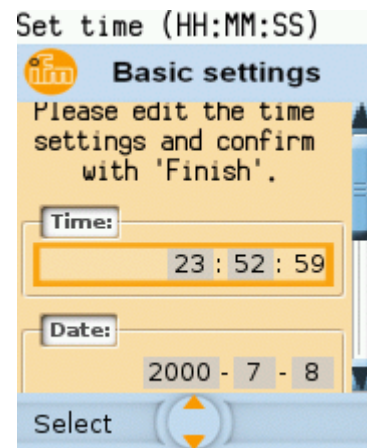 Set time (HH:MM:SS)
ifm
Basic settings
Please edit the time
settings and confirm
with 'Finish'.
Time:
23 : 52 : 59
Date:
2000 - 7 - 8
Select